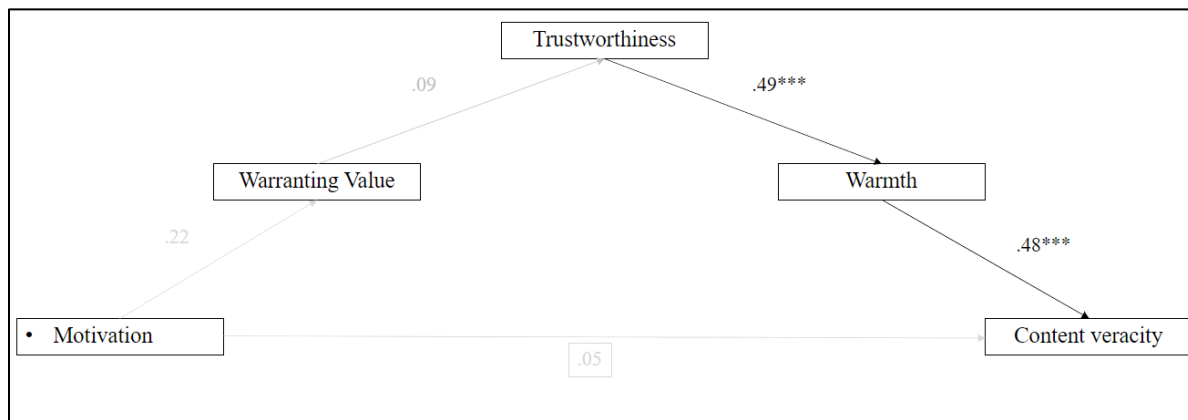 Trustworthiness
.09
.49***
Warranting Value
Warmth
.22
.48***
• Motivation
Content veracity
.05